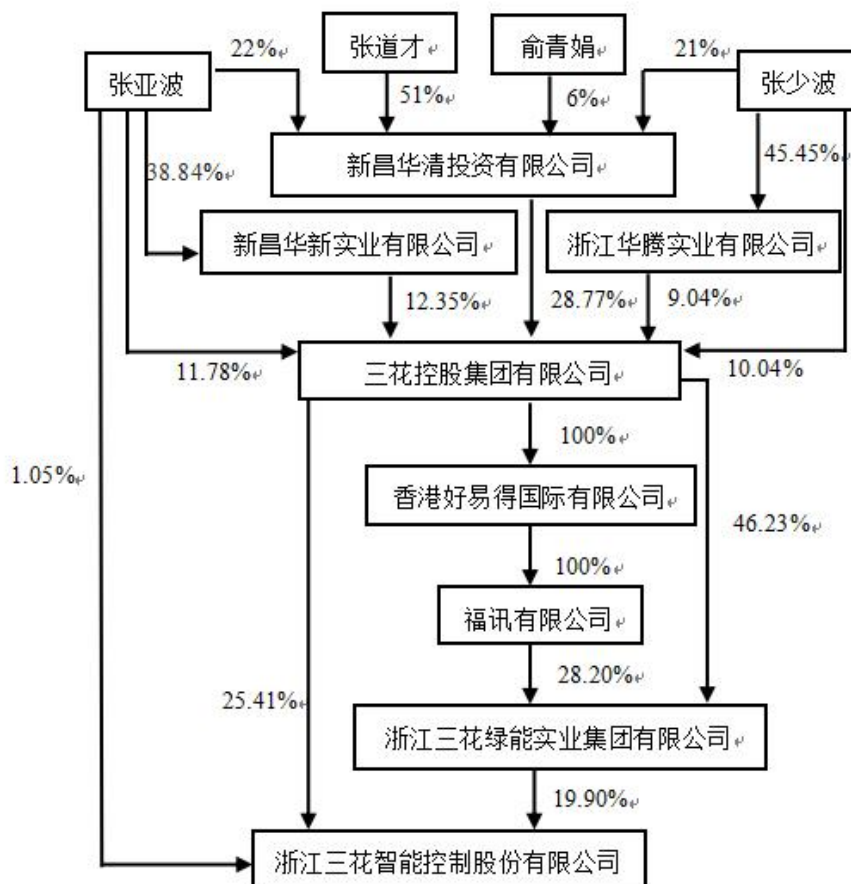 22%
张道才
俞青娟
21%
张亚波
张少波
51%
6%
新昌华清投资有限公司
38.84%
45.45%
新昌华新实业有限公司
浙江华腾实业有限公司
12.35%
28.77%
9.04%
三花控股集团有限公司
11.78%
10.04%
100%
1.05%
香港好易得国际有限公司
46.23%
100%
福讯有限公司
28.20%
25.41%
浙江三花绿能实业集团有限公司
19.90%
浙江三花智能控制股份有限公司